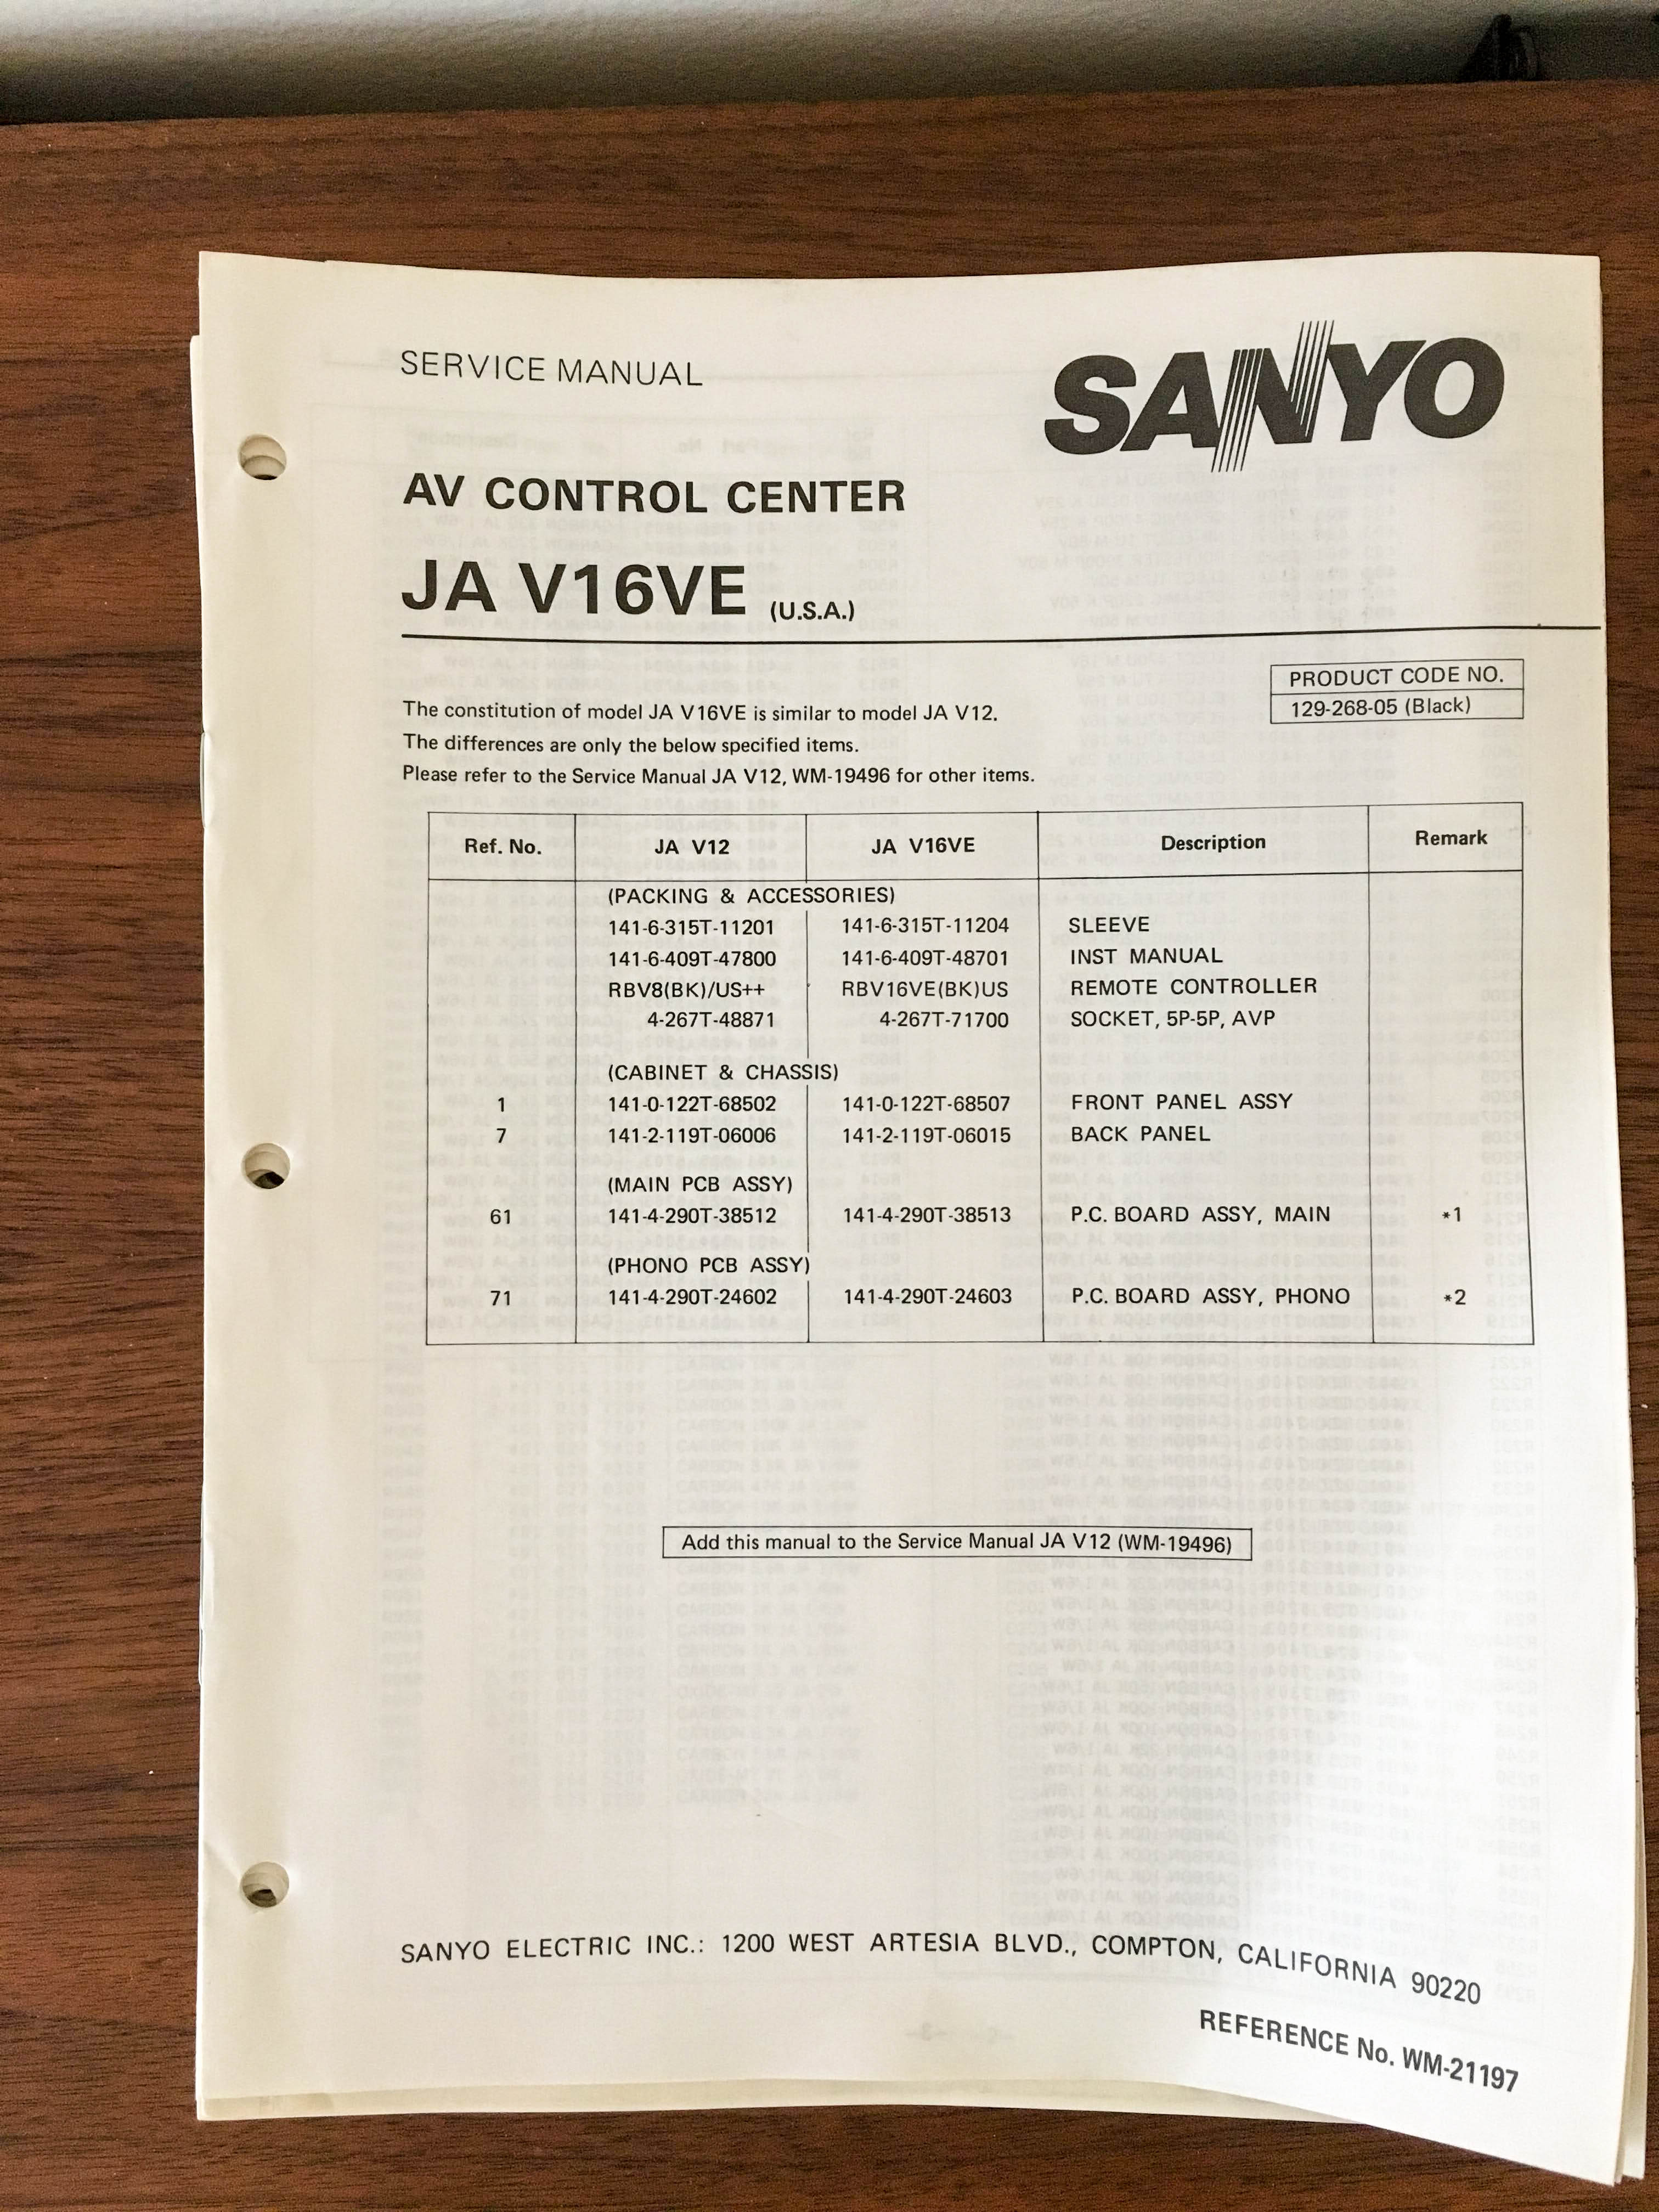 SERVICE MANUAL
SANYO
AV CONTROL CENTER
JA V16VE (U.S.A.)
PRODUCT CODE NO.
129-268-05 (Black)
The constitution of model JA V16VE is similar to model JA V12.
The differences are only the below specified items.
Please refer to the Service Manual JA V12, WM-19496 for other items.
Ref. No. JA V12 JA V16VE Description Remark
(PACKING & ACCESSORIES)
141-6-315T-11201 141-6-315T-11204 SLEEVE
141-6-409T-47800 141-6-409T-48701 INST MANUAL
RBV8(BK)/US++ RBV16VE(BK)US REMOTE CONTROLLER
4-267T-48871 4-267T-71700 SOCKET, 5P-5P, AVP
(CABINET & CHASSIS)
1 141-0-122T-68502 141-0-122T-68507 FRONT PANEL ASSY
7 141-2-119T-06006 141-2-119T-06015 BACK PANEL
(MAIN PCB ASSY)
61 141-4-290T-38512 141-4-290T-38513 P.C. BOARD ASSY, MAIN *1
(PHONO PCB ASSY)
71 141-4-290T-24602 141-4-290T-24603 P.C. BOARD ASSY, PHONO *2
Add this manual to the Service Manual JA V12 (WM-19496)
SANYO ELECTRIC INC.: 1200 WEST ARTESIA BLVD., COMPTON, CALIFORNIA 90220
REFERENCE No. WM-21197